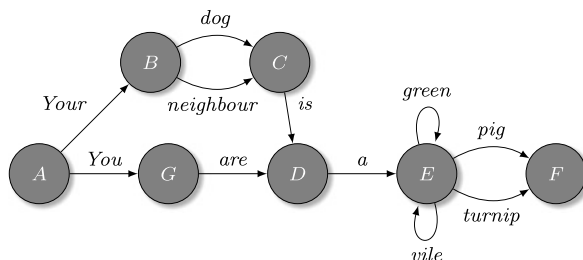 dog
B C
Your neighbour is green
pig
A You G are D a E F
turnip
vile